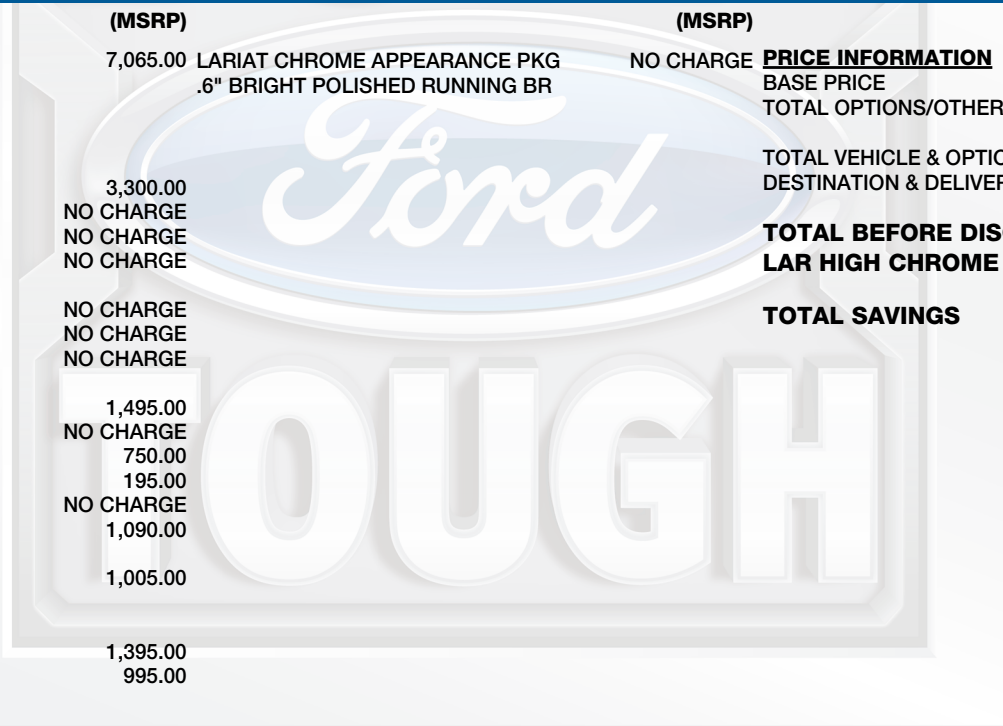 (MSRP)
7,065.00
3,300.00
NO CHARGE
NO CHARGE
NO CHARGE
NO CHARGE
NO CHARGE
NO CHARGE
1,495.00
NO CHARGE
750.00
195.00
NO CHARGE
1,090.00
1,005.00
1,395.00
995.00
(MSRP)
LARIAT CHROME APPEARANCE PKG NO CHARGE
.6" BRIGHT POLISHED RUNNING BR
PRICE INFORMATION
BASE PRICE
TOTAL OPTIONS/OTHER
TOTAL VEHICLE & OPTIO
DESTINATION & DELIVER
TOTAL BEFORE DISC
LAR HIGH CHROME
TOTAL SAVINGS
Ford
TOUGH